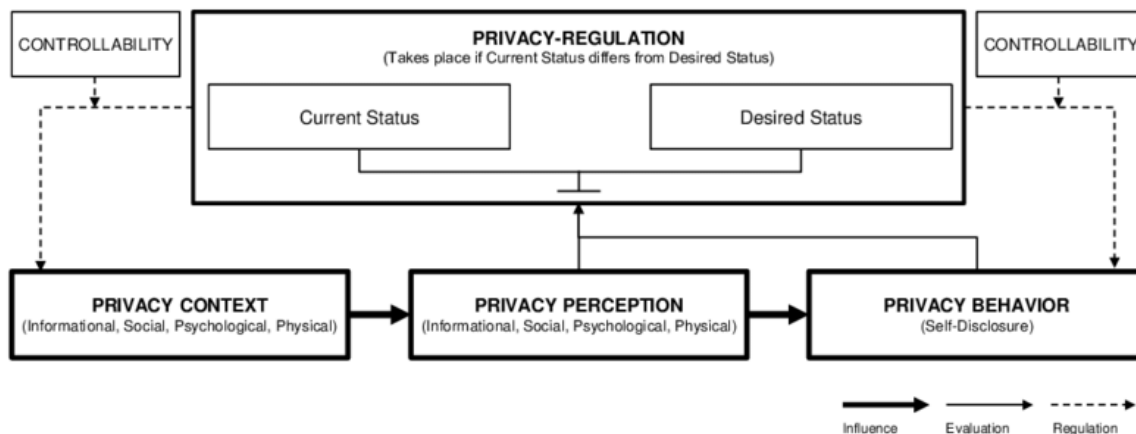 CONTROLLABILITY
PRIVACY-REGULATION
(Takes place if Current Status differs from Desired Status)
CONTROLLABILITY
Current Status
Desired Status
PRIVACY CONTEXT
(Informational, Social, Psychological, Physical)
PRIVACY PERCEPTION
(Informational, Social, Psychological, Physical)
PRIVACY BEHAVIOR
(Self-Disclosure)
Influence
Evaluation
Regulation